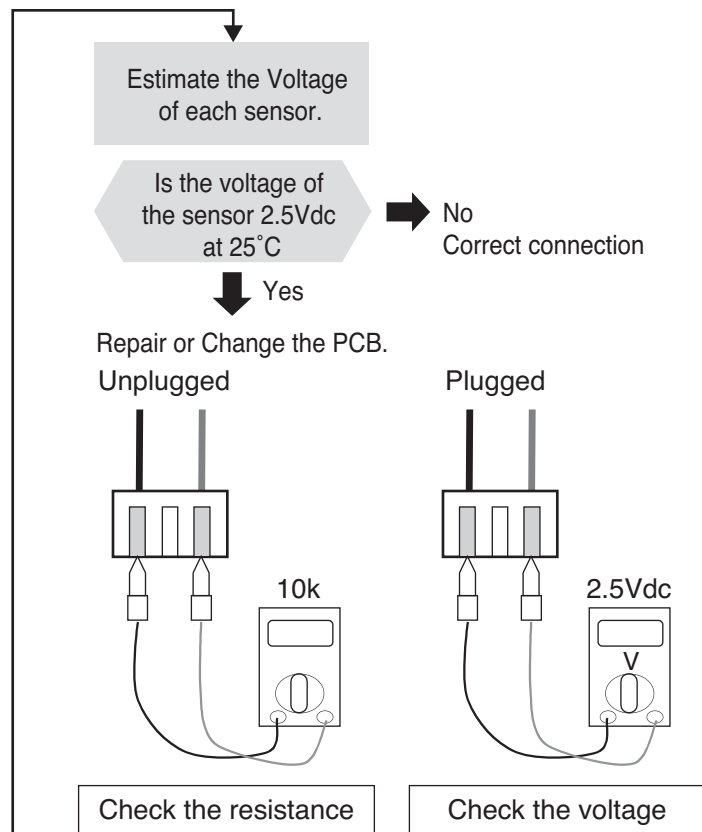 Estimate the Voltage
of each sensor.
Is the voltage of
the sensor 2.5Vdc
at 25˚C
No
Correct connection
Yes
Repair or Change the PCB.
Unplugged
Plugged
10k
2.5Vdc
V
Check the resistance
Check the voltage